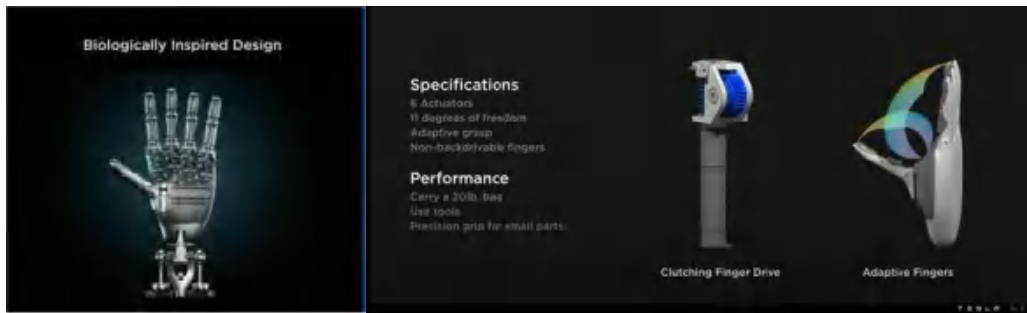 Biologically Inspired Design
Specifications
6 Actuators
11 degrees of freedom
Adaptive grasp
Non-backdrivable fingers
Performance
Carry a 20lb. bag
Use tools
Precision grip for small parts.
Clutching Finger Drive
Adaptive Fingers
TESLA